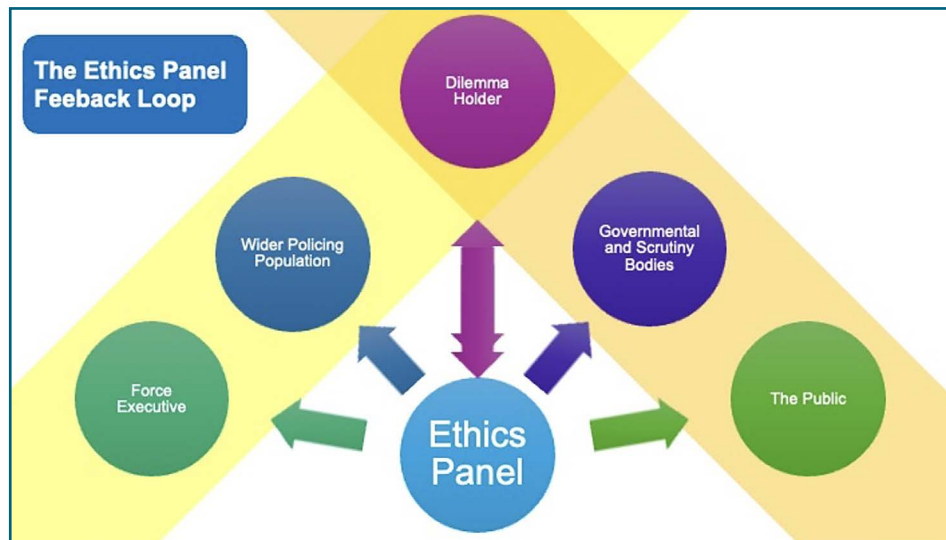 The Ethics Panel
Feeback Loop
Dilemma
Holder
Wider Policing
Population
Governmental
and Scrutiny
Bodies
Force
Executive
The Public
Ethics
Panel